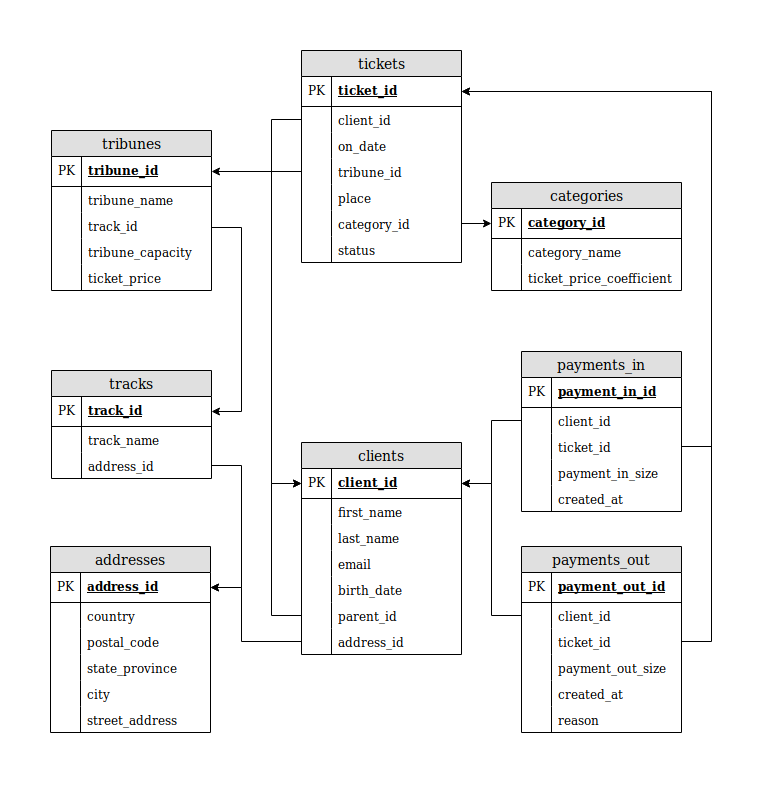 tickets
PK ticket_id
client_id
on_date
tribune_id
place
category_id
status
tribunes
PK tribune_id
tribune_name
track_id
tribune_capacity
ticket_price
categories
PK category_id
category_name
ticket_price_coefficient
tracks
PK track_id
track_name
address_id
payments_in
PK payment_in_id
client_id
ticket_id
payment_in_size
created_at
clients
PK client_id
first_name
last_name
email
birth_date
parent_id
address_id
addresses
PK address_id
country
postal_code
state_province
city
street_address
payments_out
PK payment_out_id
client_id
ticket_id
payment_out_size
created_at
reason